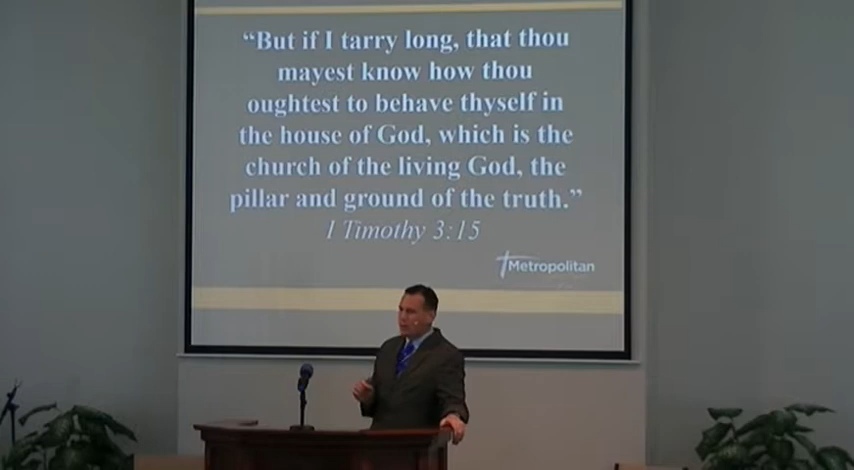 “But if I tarry long, that thou
mayest know how thou
oughtest to behave thyself in
the house of God, which is the
church of the living God, the
pillar and ground of the truth.”
I Timothy 3:15
Metropolitan